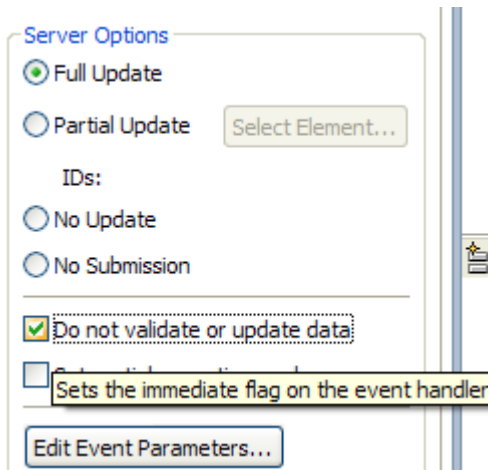 Server Options
Full Update
Partial Update
Select Element...
IDs:
No Update
No Submission
Do not validate or update data
Sets the immediate flag on the event handler
Edit Event Parameters...